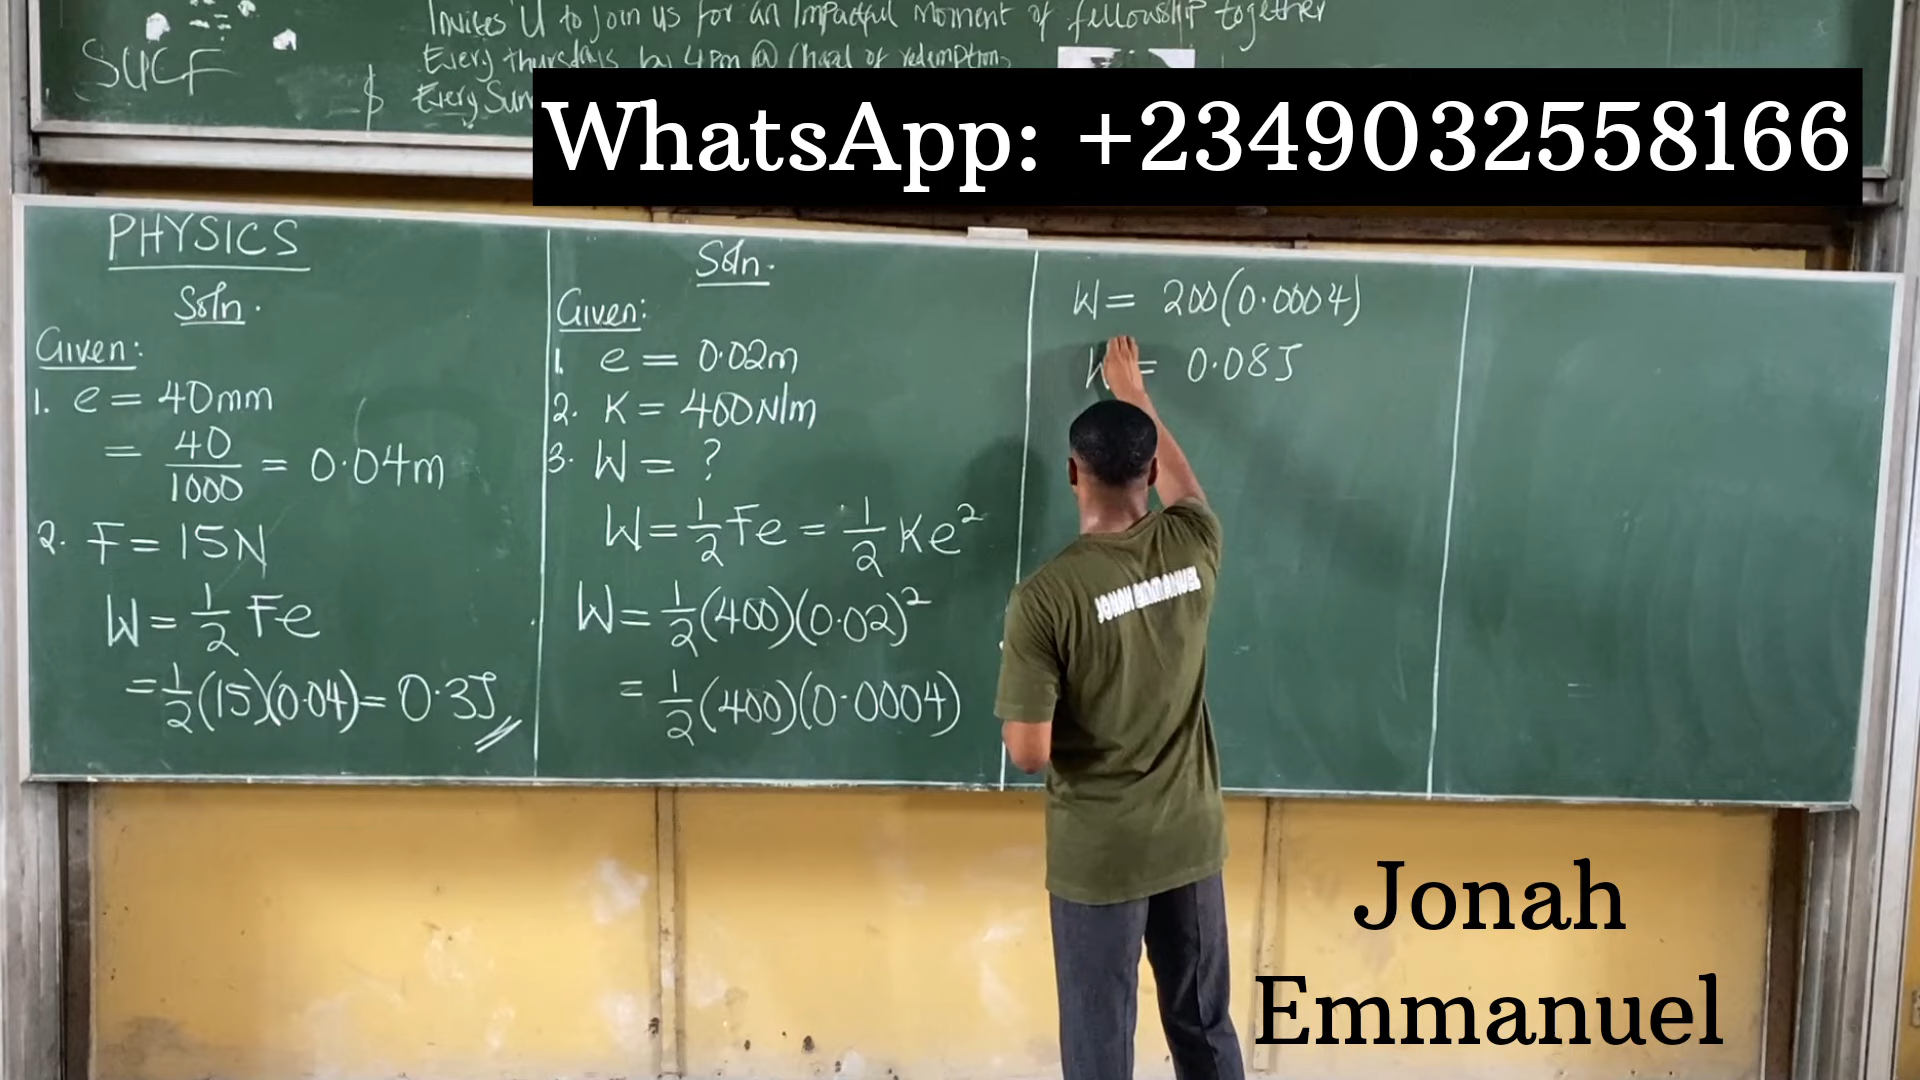 Invites U to join us for an Impactful Moment of fellowship together
Every thursdays by 4pm @ Chapel of redemption,
SUCF
Every Sun
WhatsApp: +2349032558166
PHYSICS
Soln.
Given:
1. e = 40mm
= 40/1000 = 0.04m
2. F = 15N
W = 1/2 Fe
= 1/2 (15)(0.04) = 0.3J
Soln.
Given:
1. e = 0.02m
2. K = 400N/m
3. W = ?
W = 1/2 Fe = 1/2 Ke²
W = 1/2 (400)(0.02)²
= 1/2 (400)(0.0004)
W = 200(0.0004)
W = 0.08J
JONAH EMMANUEL
Jonah
Emmanuel